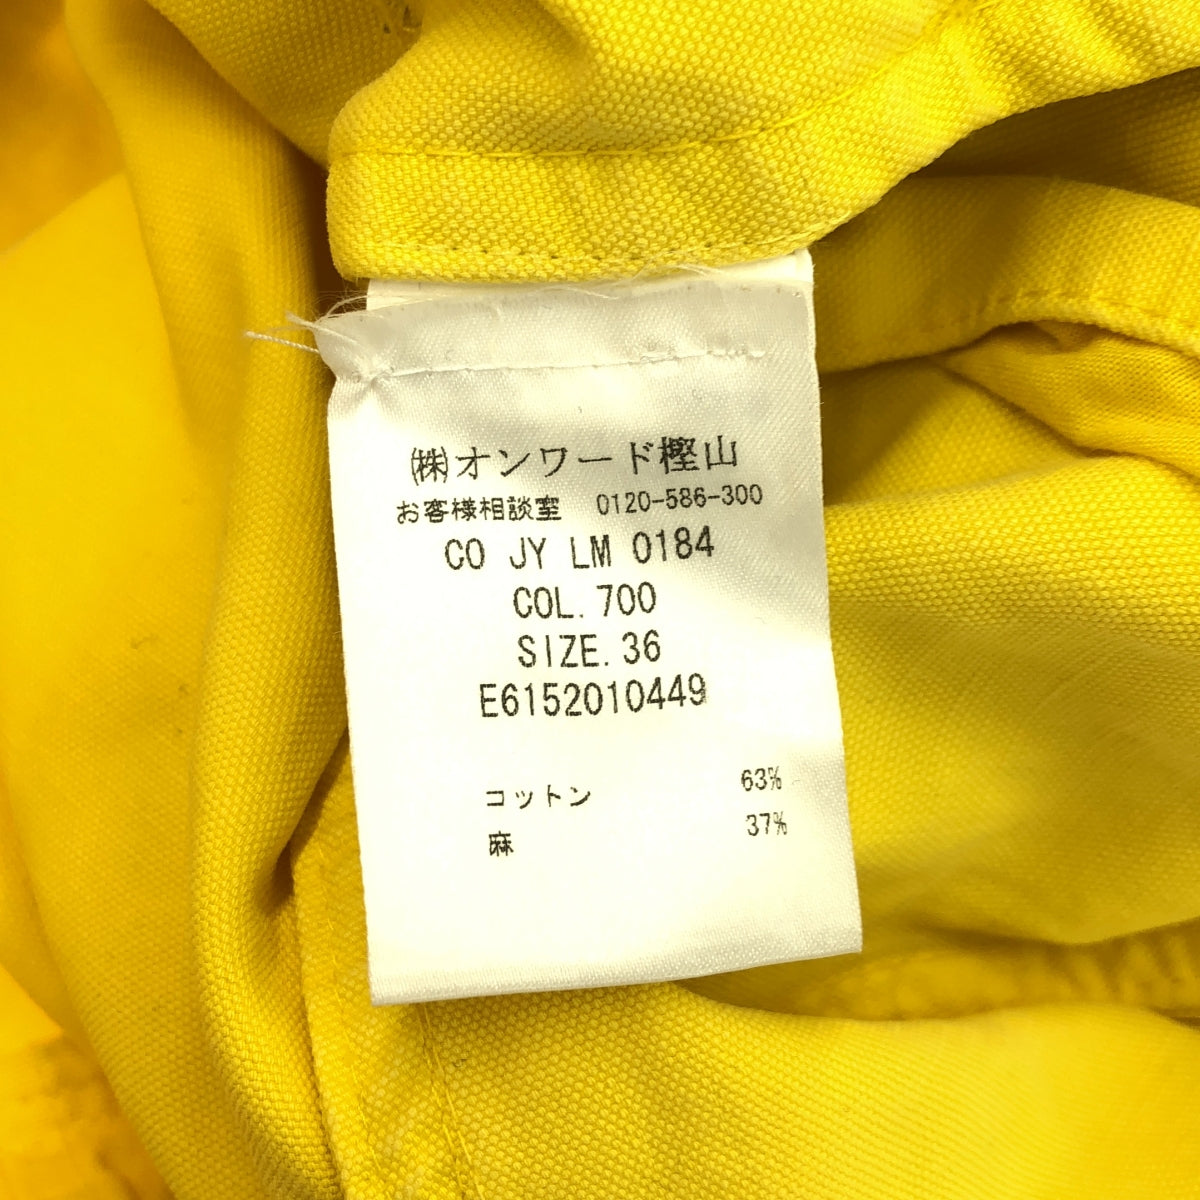 ㈱オンワード樫山
お客様相談室 0120-586-300
CO JY LM 0184
COL. 700
SIZE. 36
E6152010449
コットン 63%
麻 37%